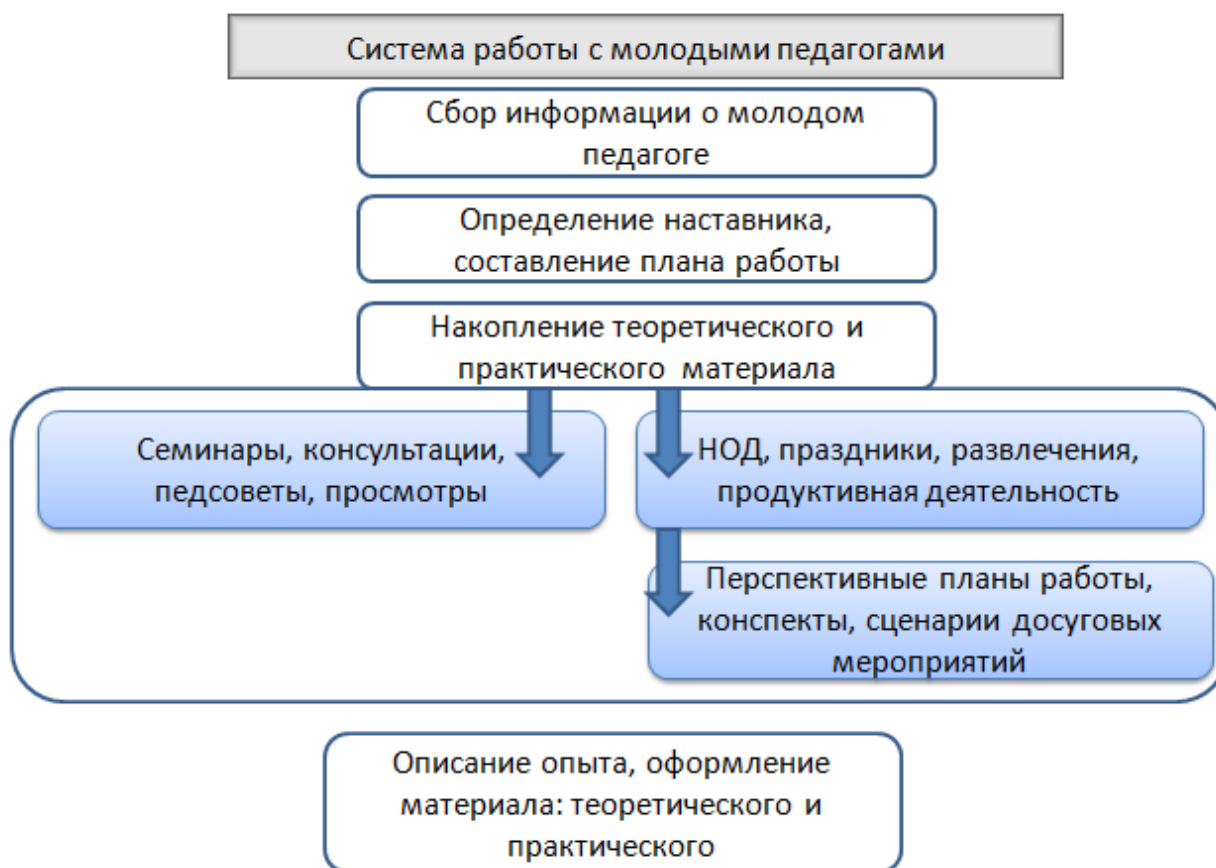 Система работы с молодыми педагогами
Сбор информации о молодом
педагоге
Определение наставника,
составление плана работы
Накопление теоретического и
практического материала
Семинары, консультации,
педсоветы, просмотры
НОД, праздники, развлечения,
продуктивная деятельность
Перспективные планы работы,
конспекты, сценарии досуговых
мероприятий
Описание опыта, оформление
материала: теоретического и
практического